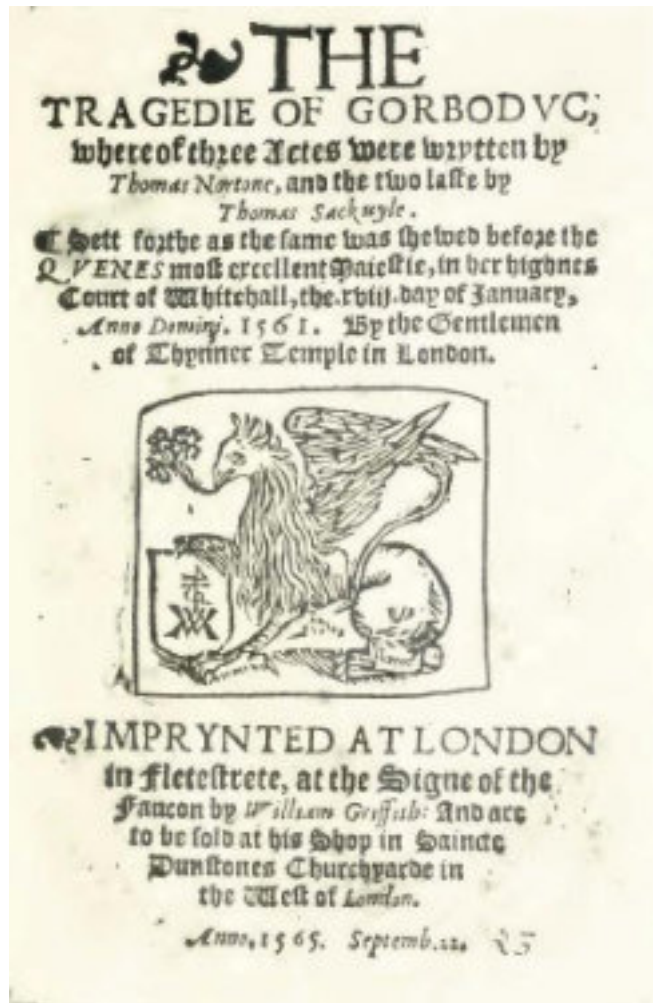 THE
TRAGEDIE OF GORBODVC,
whereof three Actes were wrytten by
Thomas Nortone, and the two laste by
Thomas Sackuyle.
¶ Sett forthe as the same was shewed before the
QVENES most excellent Maiestie, in her highnes
Court of Whitehall, the .xviij. day of January,
Anno Domini. 1561. By the Gentlemen
of Thynner Temple in London.
IMPRYNTED AT LONDON
in Fletestrete, at the Signe of the
Faucon by William Griffith: And are
to be sold at his Shop in Saincte
Dunstones Churchyarde in
the West of London.
Anno, 1565. Septemb. 22.